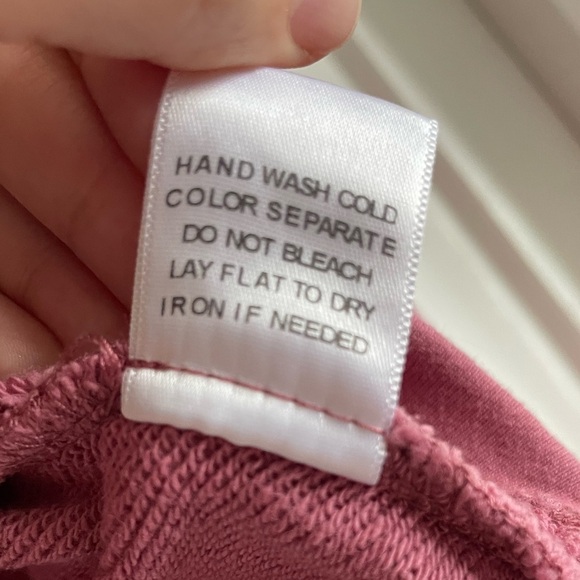 HAND WASH COLD
COLOR SEPARATE
DO NOT BLEACH
LAY FLAT TO DRY
IRON IF NEEDED